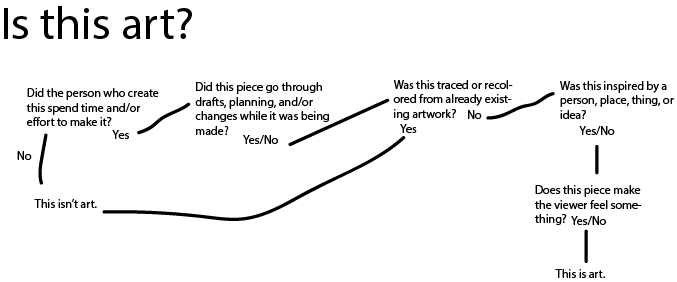 Is this art?
Did the person who create
this spend time and/or
effort to make it?
Yes
No
This isn't art.
Did this piece go through
drafts, planning, and/or
changes while it was being
made?
Yes/No
Was this traced or recol-
ored from already exist-
ing artwork?
Yes
No
Was this inspired by a
person, place, thing, or
idea?
Yes/No
Does this piece make
the viewer feel some-
thing? Yes/No
This is art.